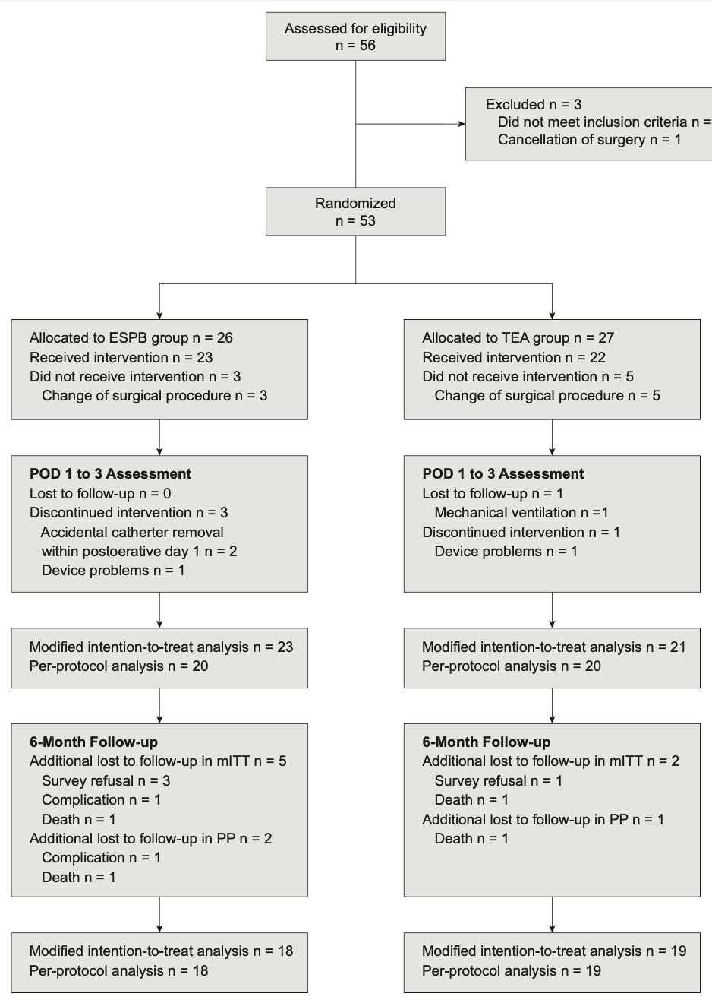 Assessed for eligibility
n = 56
Excluded n = 3
Did not meet inclusion criteria n =
Cancellation of surgery n = 1
Randomized
n = 53
Allocated to ESPB group n = 26
Received intervention n = 23
Did not receive intervention n = 3
Change of surgical procedure n = 3
Allocated to TEA group n = 27
Received intervention n = 22
Did not receive intervention n = 5
Change of surgical procedure n = 5
POD 1 to 3 Assessment
Lost to follow-up n = 0
Discontinued intervention n = 3
Accidental catherter removal
within postoerative day 1 n = 2
Device problems n = 1
POD 1 to 3 Assessment
Lost to follow-up n = 1
Mechanical ventilation n =1
Discontinued intervention n = 1
Device problems n = 1
Modified intention-to-treat analysis n = 23
Per-protocol analysis n = 20
Modified intention-to-treat analysis n = 21
Per-protocol analysis n = 20
6-Month Follow-up
Additional lost to follow-up in mITT n = 5
Survey refusal n = 3
Complication n = 1
Death n = 1
Additional lost to follow-up in PP n = 2
Complication n = 1
Death n = 1
6-Month Follow-up
Additional lost to follow-up in mITT n = 2
Survey refusal n = 1
Death n = 1
Additional lost to follow-up in PP n = 1
Death n = 1
Modified intention-to-treat analysis n = 18
Per-protocol analysis n = 18
Modified intention-to-treat analysis n = 19
Per-protocol analysis n = 19